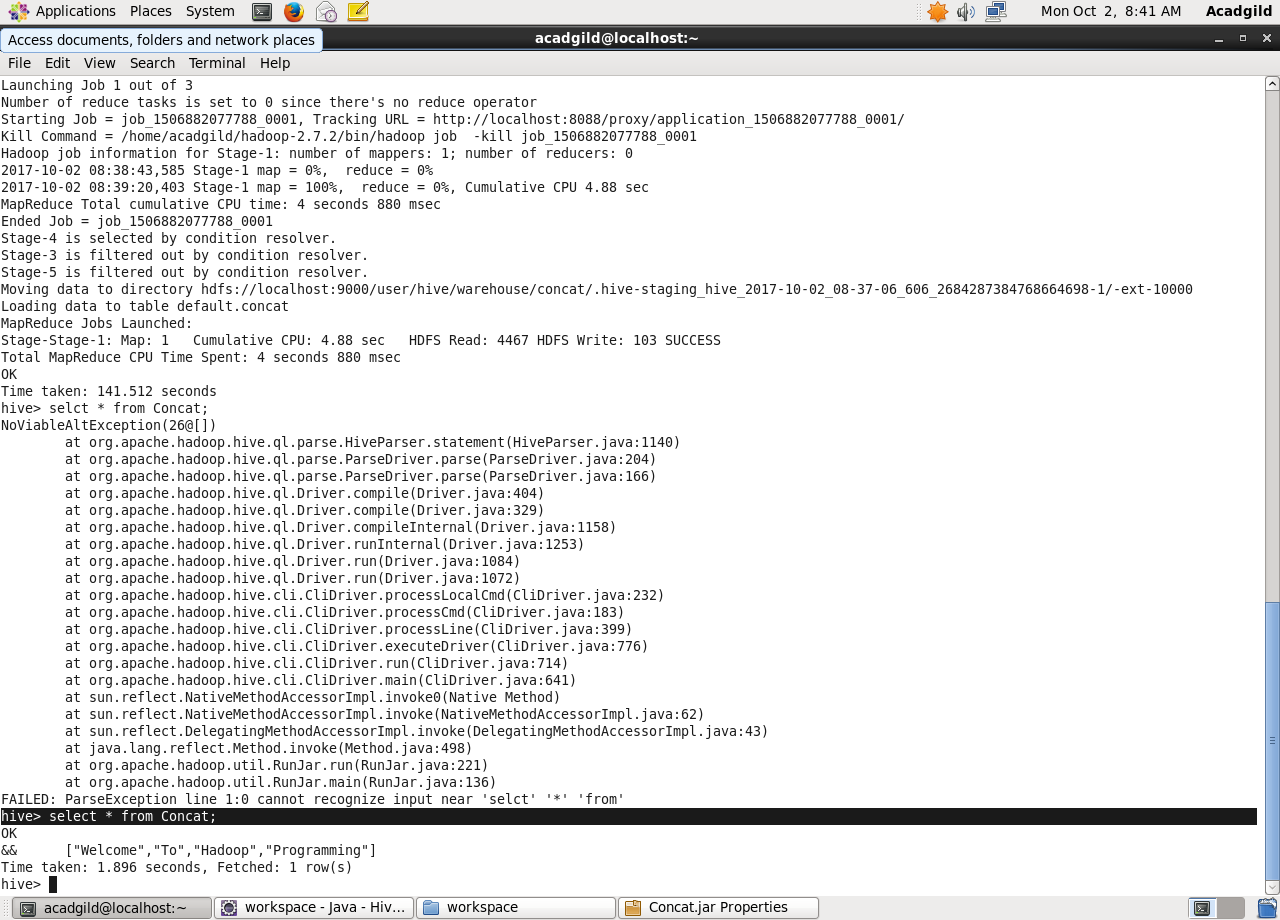 Applications Places System Mon Oct 2, 8:41 AM Acadgild
Access documents, folders and network places acadgild@localhost:~
File Edit View Search Terminal Help
Launching Job 1 out of 3
Number of reduce tasks is set to 0 since there's no reduce operator
Starting Job = job_1506882077788_0001, Tracking URL = http://localhost:8088/proxy/application_1506882077788_0001/
Kill Command = /home/acadgild/hadoop-2.7.2/bin/hadoop job  -kill job_1506882077788_0001
Hadoop job information for Stage-1: number of mappers: 1; number of reducers: 0
2017-10-02 08:38:43,585 Stage-1 map = 0%,  reduce = 0%
2017-10-02 08:39:20,403 Stage-1 map = 100%,  reduce = 0%, Cumulative CPU 4.88 sec
MapReduce Total cumulative CPU time: 4 seconds 880 msec
Ended Job = job_1506882077788_0001
Stage-4 is selected by condition resolver.
Stage-3 is filtered out by condition resolver.
Stage-5 is filtered out by condition resolver.
Moving data to directory hdfs://localhost:9000/user/hive/warehouse/concat/.hive-staging_hive_2017-10-02_08-37-06_606_2684287384768664698-1/-ext-10000
Loading data to table default.concat
MapReduce Jobs Launched:
Stage-Stage-1: Map: 1   Cumulative CPU: 4.88 sec   HDFS Read: 4467 HDFS Write: 103 SUCCESS
Total MapReduce CPU Time Spent: 4 seconds 880 msec
OK
Time taken: 141.512 seconds
hive> selct * from Concat;
NoViableAltException(26@[])
at org.apache.hadoop.hive.ql.parse.HiveParser.statement(HiveParser.java:1140)
at org.apache.hadoop.hive.ql.parse.ParseDriver.parse(ParseDriver.java:204)
at org.apache.hadoop.hive.ql.parse.ParseDriver.parse(ParseDriver.java:166)
at org.apache.hadoop.hive.ql.Driver.compile(Driver.java:404)
at org.apache.hadoop.hive.ql.Driver.compile(Driver.java:329)
at org.apache.hadoop.hive.ql.Driver.compileInternal(Driver.java:1158)
at org.apache.hadoop.hive.ql.Driver.runInternal(Driver.java:1253)
at org.apache.hadoop.hive.ql.Driver.run(Driver.java:1084)
at org.apache.hadoop.hive.ql.Driver.run(Driver.java:1072)
at org.apache.hadoop.hive.cli.CliDriver.processLocalCmd(CliDriver.java:232)
at org.apache.hadoop.hive.cli.CliDriver.processCmd(CliDriver.java:183)
at org.apache.hadoop.hive.cli.CliDriver.processLine(CliDriver.java:399)
at org.apache.hadoop.hive.cli.CliDriver.executeDriver(CliDriver.java:776)
at org.apache.hadoop.hive.cli.CliDriver.run(CliDriver.java:714)
at org.apache.hadoop.hive.cli.CliDriver.main(CliDriver.java:641)
at sun.reflect.NativeMethodAccessorImpl.invoke0(Native Method)
at sun.reflect.NativeMethodAccessorImpl.invoke(NativeMethodAccessorImpl.java:62)
at sun.reflect.DelegatingMethodAccessorImpl.invoke(DelegatingMethodAccessorImpl.java:43)
at java.lang.reflect.Method.invoke(Method.java:498)
at org.apache.hadoop.util.RunJar.run(RunJar.java:221)
at org.apache.hadoop.util.RunJar.main(RunJar.java:136)
FAILED: ParseException line 1:0 cannot recognize input near 'selct' '*' 'from'
hive> select * from Concat;
OK
&&      ["Welcome","To","Hadoop","Programming"]
Time taken: 1.896 seconds, Fetched: 1 row(s)
hive>
acadgild@localhost:~ workspace - Java - Hiv... workspace Concat.jar Properties